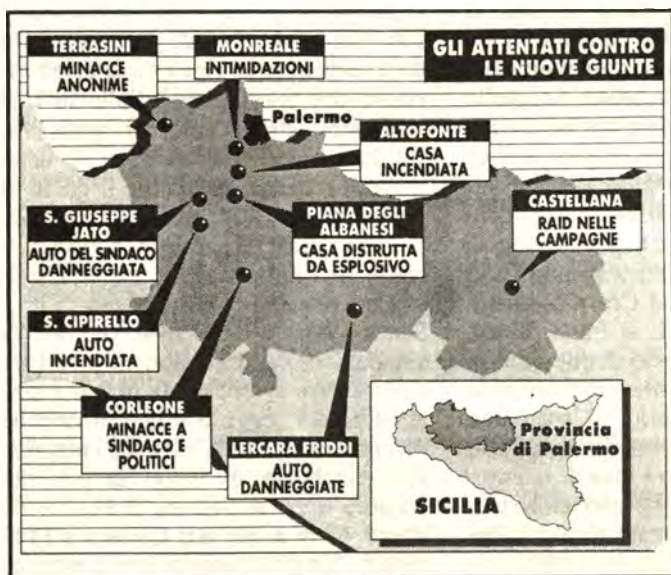 GLI ATTENTATI CONTRO
LE NUOVE GIUNTE
TERRASINI
MINACCE
ANONIME
MONREALE
INTIMIDAZIONI
Palermo
ALTOFONTE
CASA
INCENDIATA
S. GIUSEPPE
JATO
AUTO DEL SINDACO
DANNEGGIATA
PIANA DEGLI
ALBANESI
CASA DISTRUTTA
DA ESPLOSIVO
CASTELLANA
RAID NELLE
CAMPAGNE
S. CIPIRELLO
AUTO
INCENDIATA
CORLEONE
MINACCE A
SINDACO E
POLITICI
LERCARA FRIDDI
AUTO
DANNEGGIATE
Provincia
di Palermo
SICILIA